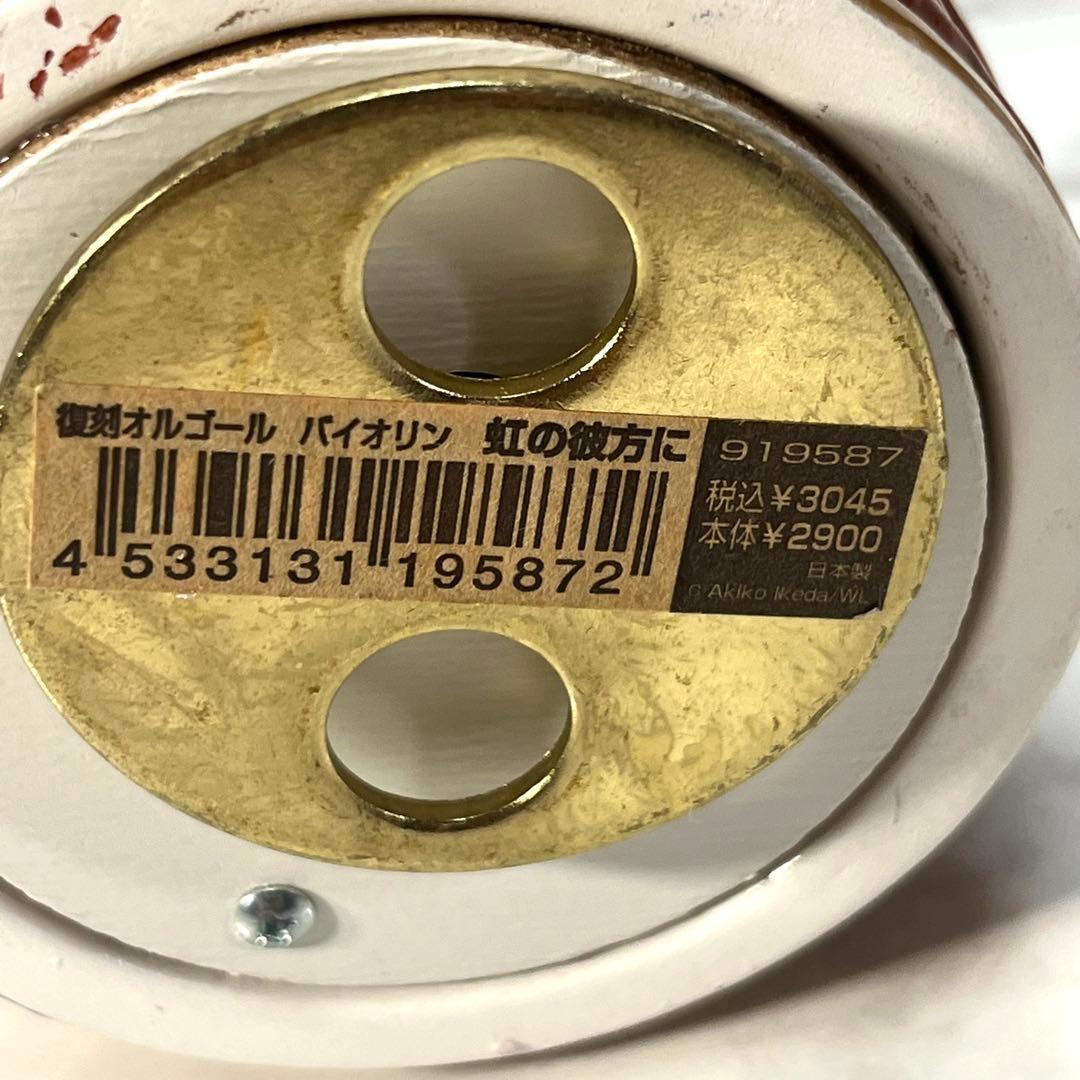 復刻オルゴール バイオリン 虹の彼方に
4 533131 195872
919587
税込¥3045
本体¥2900
日本製
© Akiko Ikeda/WL